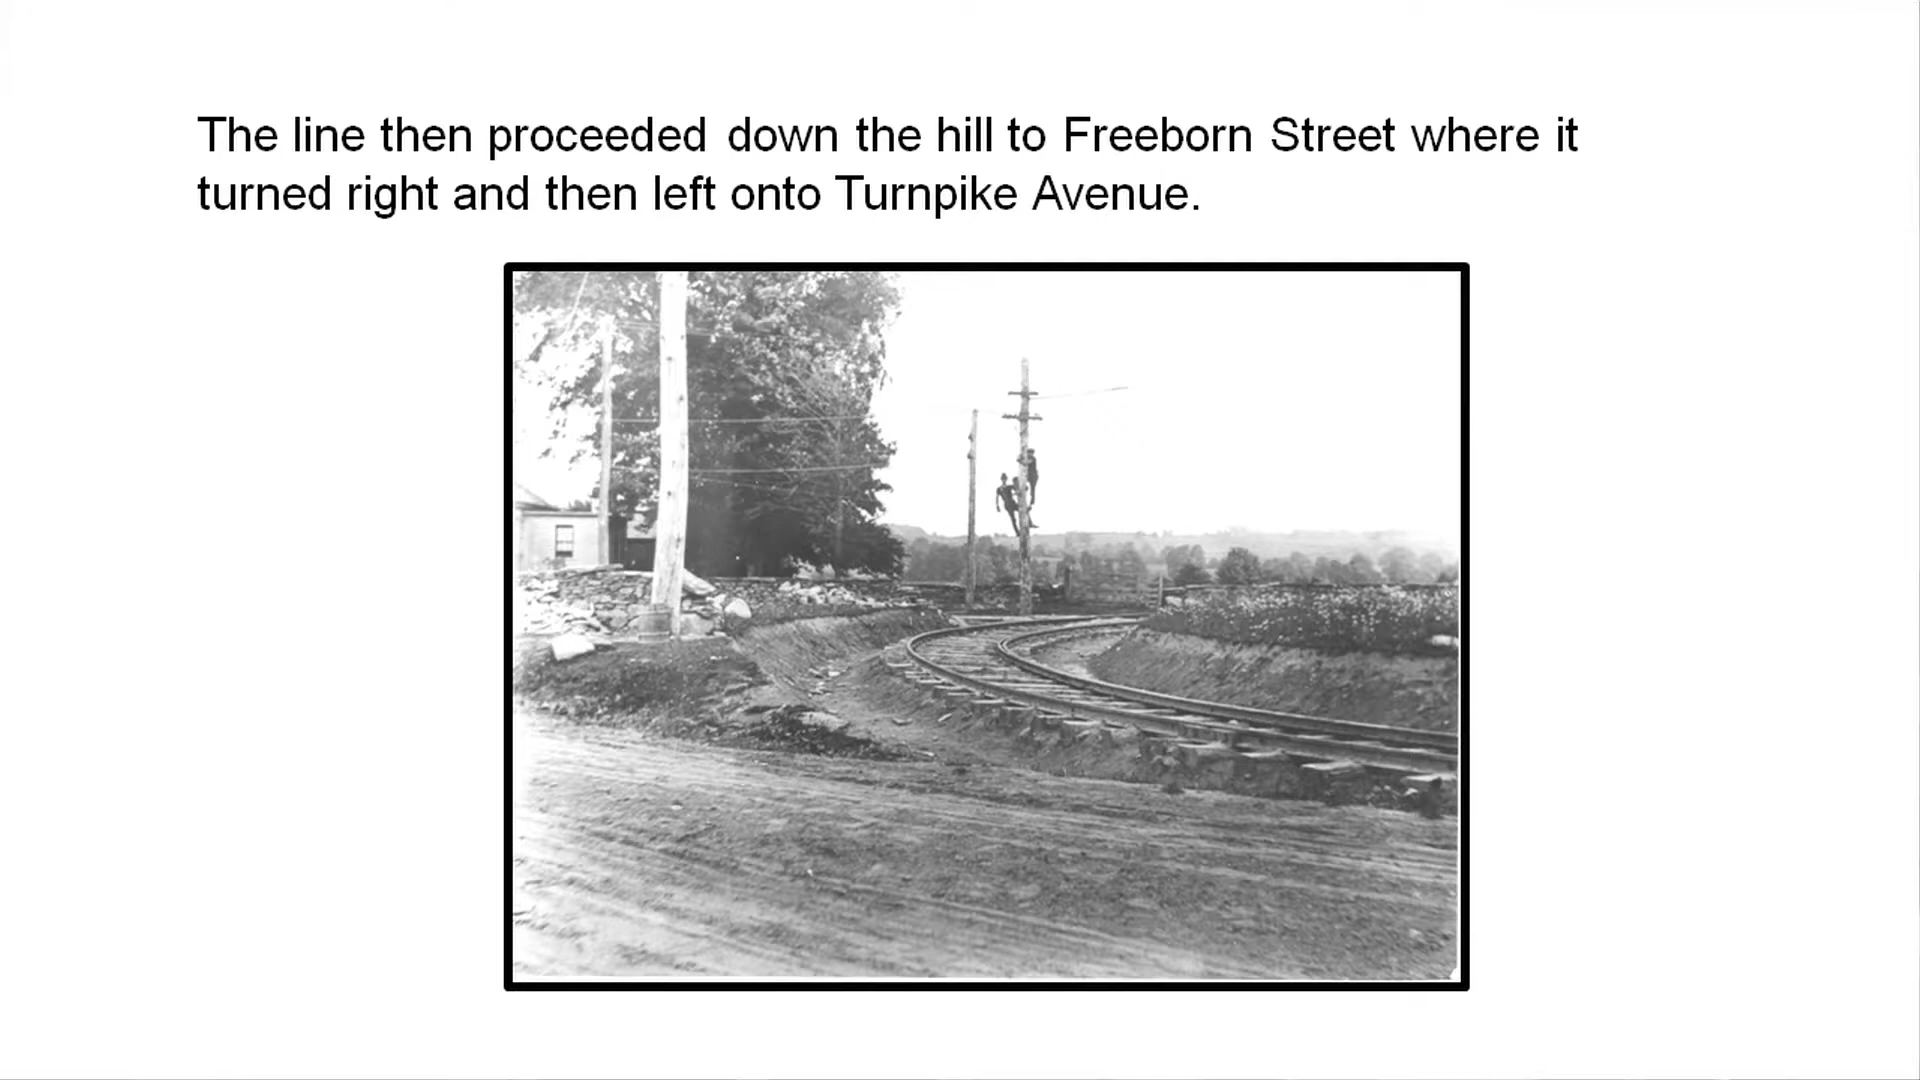 The line then proceeded down the hill to Freeborn Street where it
turned right and then left onto Turnpike Avenue.